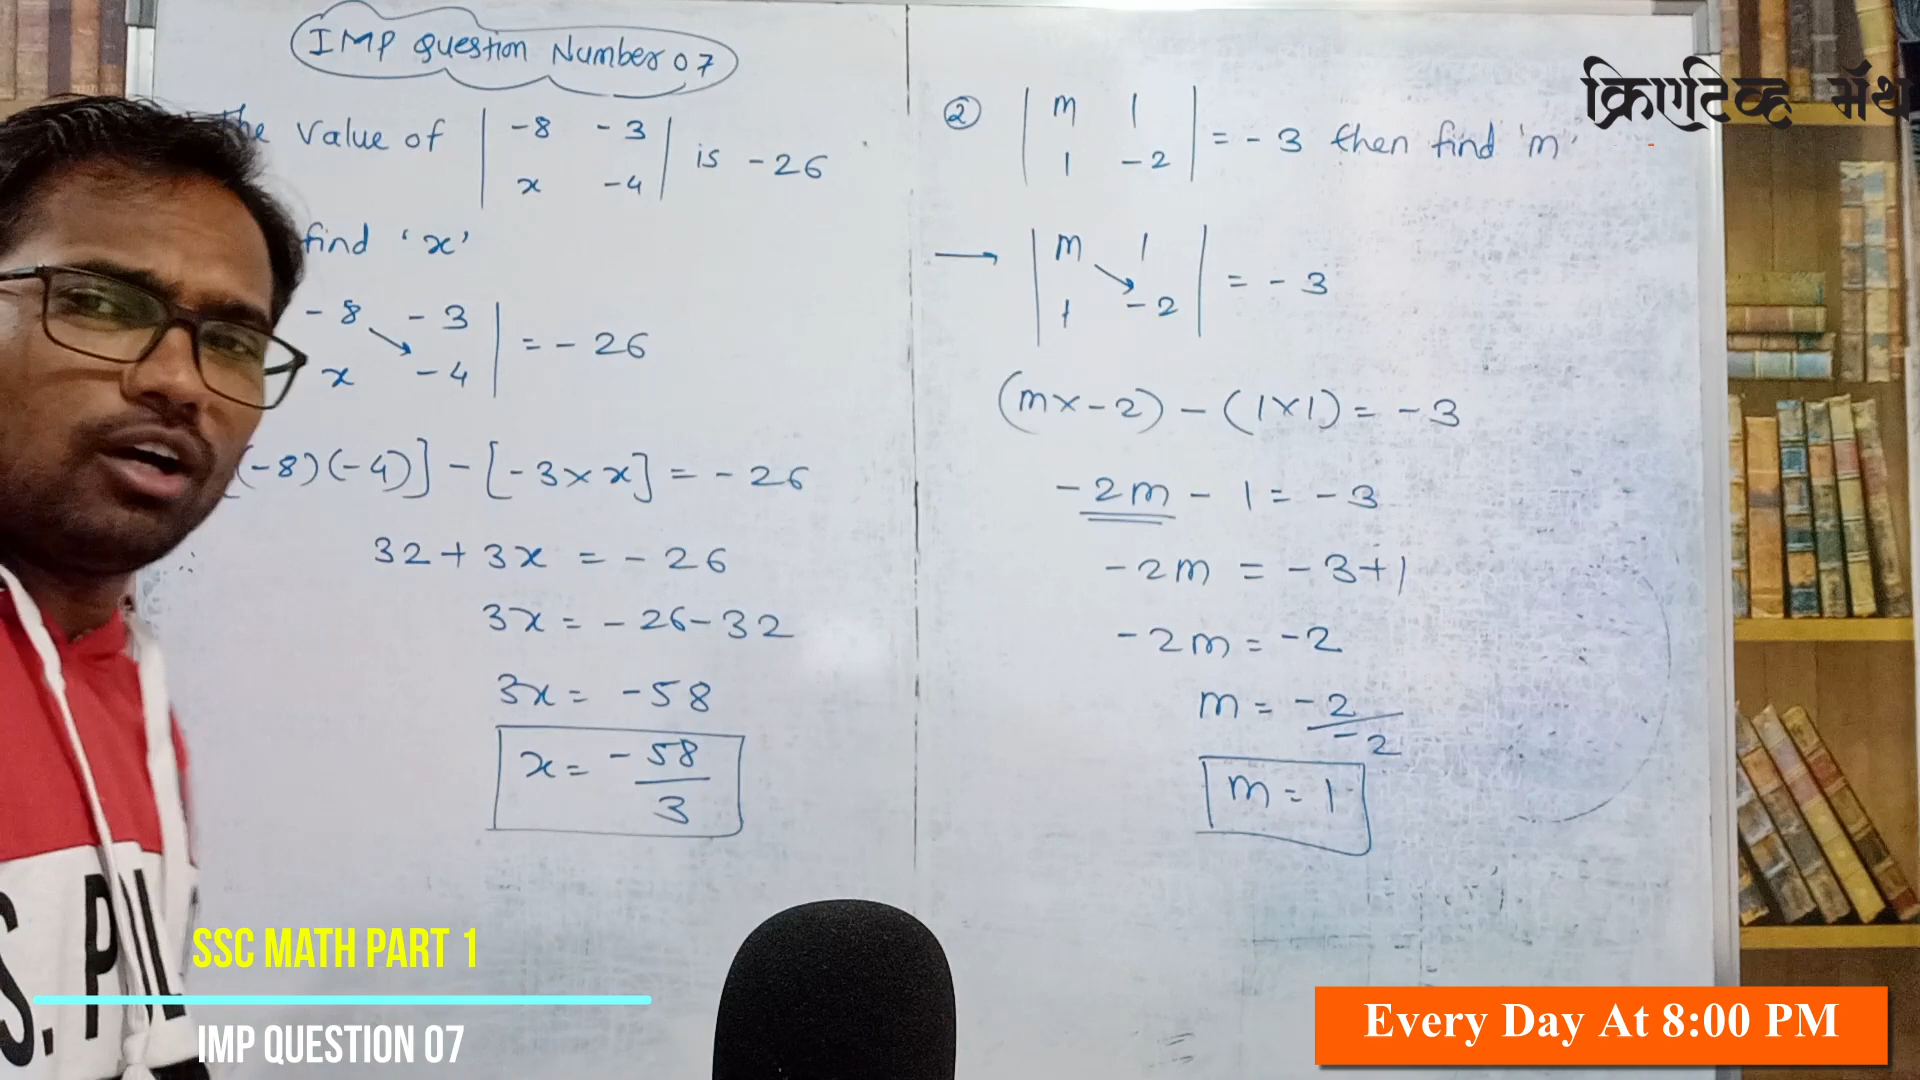 IMP Question Number 07
the value of | -8 -3 | is -26
| x -4 |
find 'x'
- 8 - 3 | = - 26
x - 4 |
(-8)(-4)] - [-3 × x] = - 26
32 + 3x = - 26
3x = - 26 - 32
3x = - 58
x = - 58/3
② | m 1 | = - 3 then find 'm'
| 1 -2 |
→ | m 1 | = - 3
| 1 -2 |
(m × - 2) - (1 × 1) = - 3
- 2m - 1 = - 3
- 2m = - 3 + 1
- 2m = - 2
m = - 2/- 2
m = 1
क्रिएटिव्ह मॅथ
S. P
SSC MATH PART 1
IMP QUESTION 07
Every Day At 8:00 PM